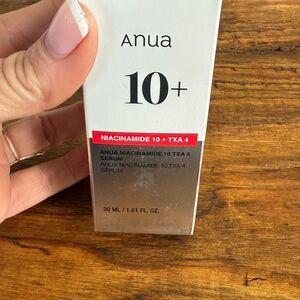 Anua
10+
NIACINAMIDE 10 + TXA 4
ANUA NIACINAMIDE 10 TXA 4
SERUM
ANUA NIACINAMIDE 10 TXA 4
SÉRUM
30 ML / 1.01 FL. OZ.